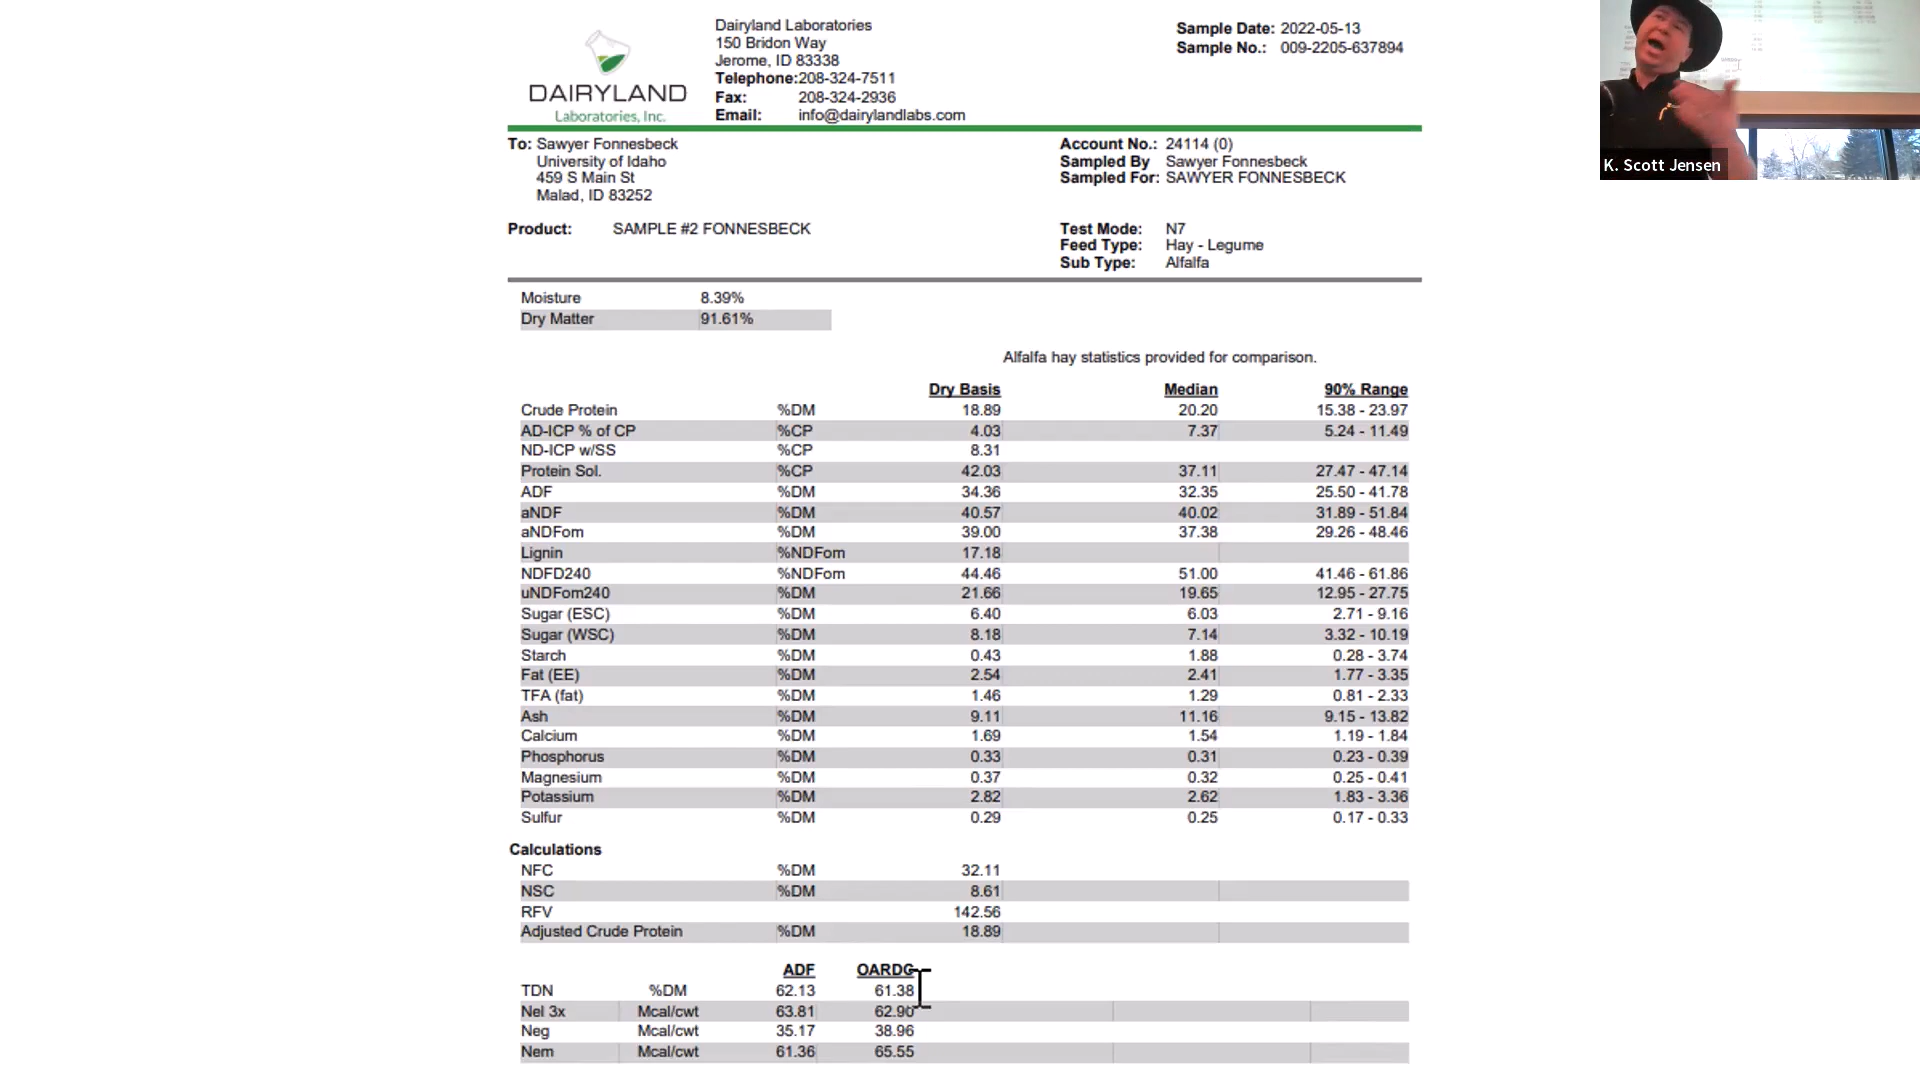 DAIRYLAND
Laboratories, Inc.
Dairyland Laboratories
150 Bridon Way
Jerome, ID 83338
Telephone:208-324-7511
Fax: 208-324-2936
Email: info@dairylandlabs.com
Sample Date: 2022-05-13
Sample No.: 009-2205-637894
K. Scott Jensen
To: Sawyer Fonnesbeck
University of Idaho
459 S Main St
Malad, ID 83252
Account No.: 24114 (0)
Sampled By Sawyer Fonnesbeck
Sampled For: SAWYER FONNESBECK
Product: SAMPLE #2 FONNESBECK
Test Mode: N7
Feed Type: Hay - Legume
Sub Type: Alfalfa
Moisture 8.39%
Dry Matter 91.61%
Alfalfa hay statistics provided for comparison.
Dry Basis Median 90% Range
Crude Protein %DM 18.89 20.20 15.38 - 23.97
AD-ICP % of CP %CP 4.03 7.37 5.24 - 11.49
ND-ICP w/SS %CP 8.31
Protein Sol. %CP 42.03 37.11 27.47 - 47.14
ADF %DM 34.36 32.35 25.50 - 41.78
aNDF %DM 40.57 40.02 31.89 - 51.84
aNDFom %DM 39.00 37.38 29.26 - 48.46
Lignin %NDFom 17.18
NDFD240 %NDFom 44.46 51.00 41.46 - 61.86
uNDFom240 %DM 21.66 19.65 12.95 - 27.75
Sugar (ESC) %DM 6.40 6.03 2.71 - 9.16
Sugar (WSC) %DM 8.18 7.14 3.32 - 10.19
Starch %DM 0.43 1.88 0.28 - 3.74
Fat (EE) %DM 2.54 2.41 1.77 - 3.35
TFA (fat) %DM 1.46 1.29 0.81 - 2.33
Ash %DM 9.11 11.16 9.15 - 13.82
Calcium %DM 1.69 1.54 1.19 - 1.84
Phosphorus %DM 0.33 0.31 0.23 - 0.39
Magnesium %DM 0.37 0.32 0.25 - 0.41
Potassium %DM 2.82 2.62 1.83 - 3.36
Sulfur %DM 0.29 0.25 0.17 - 0.33
Calculations
NFC %DM 32.11
NSC %DM 8.61
RFV 142.56
Adjusted Crude Protein %DM 18.89
ADF OARDC
TDN %DM 62.13 61.38
Nel 3x Mcal/cwt 63.81 62.90
Neg Mcal/cwt 35.17 38.96
Nem Mcal/cwt 61.36 65.55